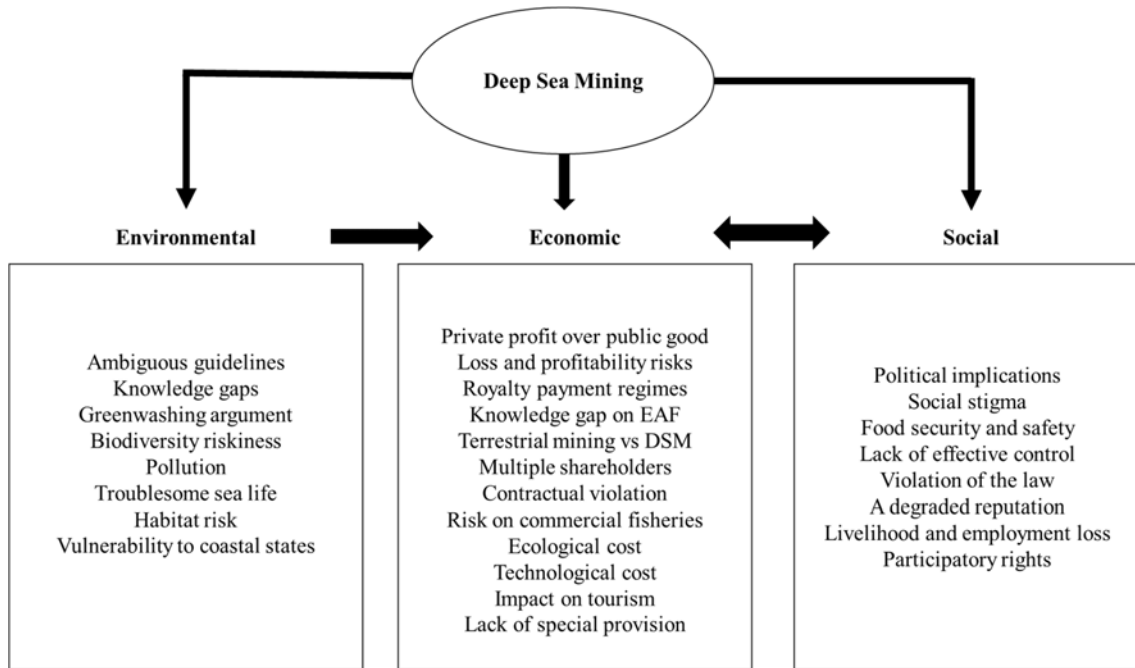 Deep Sea Mining
Environmental
Economic
Social
Ambiguous guidelines
Knowledge gaps
Greenwashing argument
Biodiversity riskiness
Pollution
Troublesome sea life
Habitat risk
Vulnerability to coastal states
Private profit over public good
Loss and profitability risks
Royalty payment regimes
Knowledge gap on EAF
Terrestrial mining vs DSM
Multiple shareholders
Contractual violation
Risk on commercial fisheries
Ecological cost
Technological cost
Impact on tourism
Lack of special provision
Political implications
Social stigma
Food security and safety
Lack of effective control
Violation of the law
A degraded reputation
Livelihood and employment loss
Participatory rights